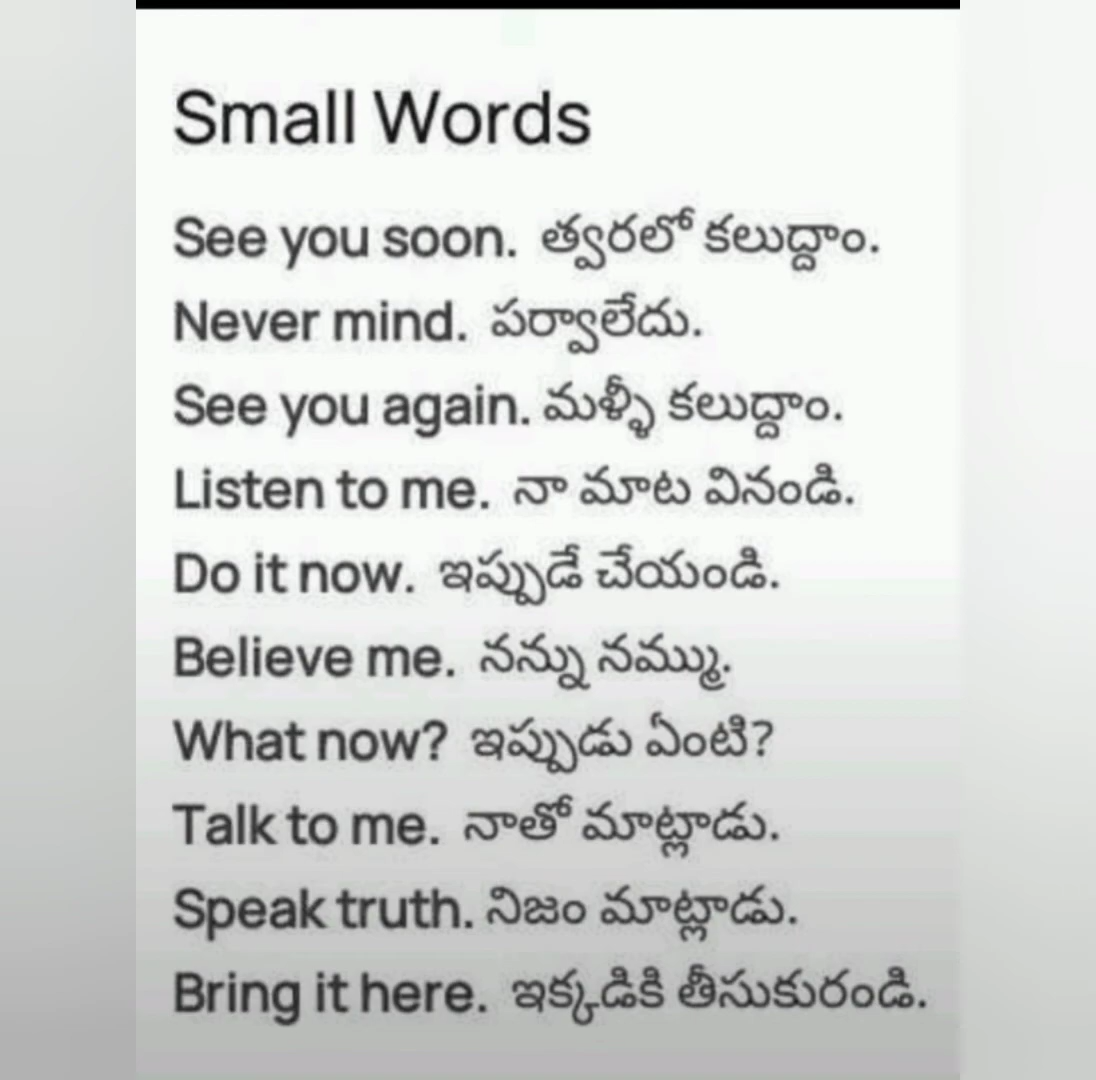 Small Words
See you soon. త్వరలో కలుద్దాం.
Never mind. పర్వాలేదు.
See you again. మళ్ళీ కలుద్దాం.
Listen to me. నా మాట వినండి.
Do it now. ఇప్పుడే చేయండి.
Believe me. నన్ను నమ్ము.
What now? ఇప్పుడు ఏంటి?
Talk to me. నాతో మాట్లాడు.
Speak truth. నిజం మాట్లాడు.
Bring it here. ఇక్కడికి తీసుకురండి.